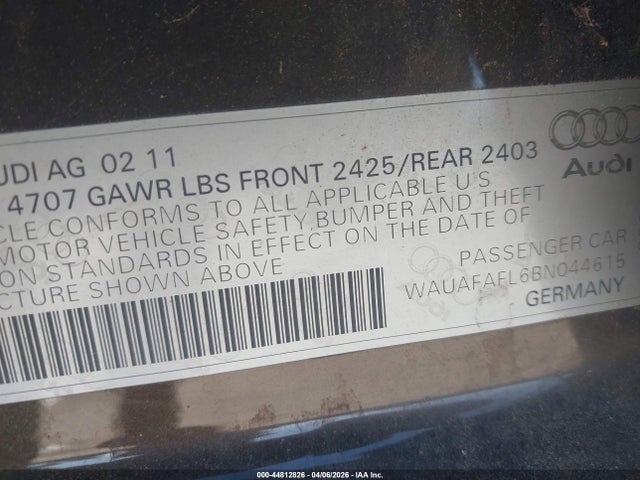 UDI AG 02 11
4707 GAWR LBS FRONT 2425/REAR 2403
CLE CONFORMS TO ALL APPLICABLE U S
MOTOR VEHICLE SAFETY, BUMPER AND THEFT
ON STANDARDS IN EFFECT ON THE DATE OF
CTURE SHOWN ABOVE
Audi
PASSENGER CAR
WAUAFAFL6BN044615
GERMANY
000-44812826 - 04/06/2026 - IAA Inc.